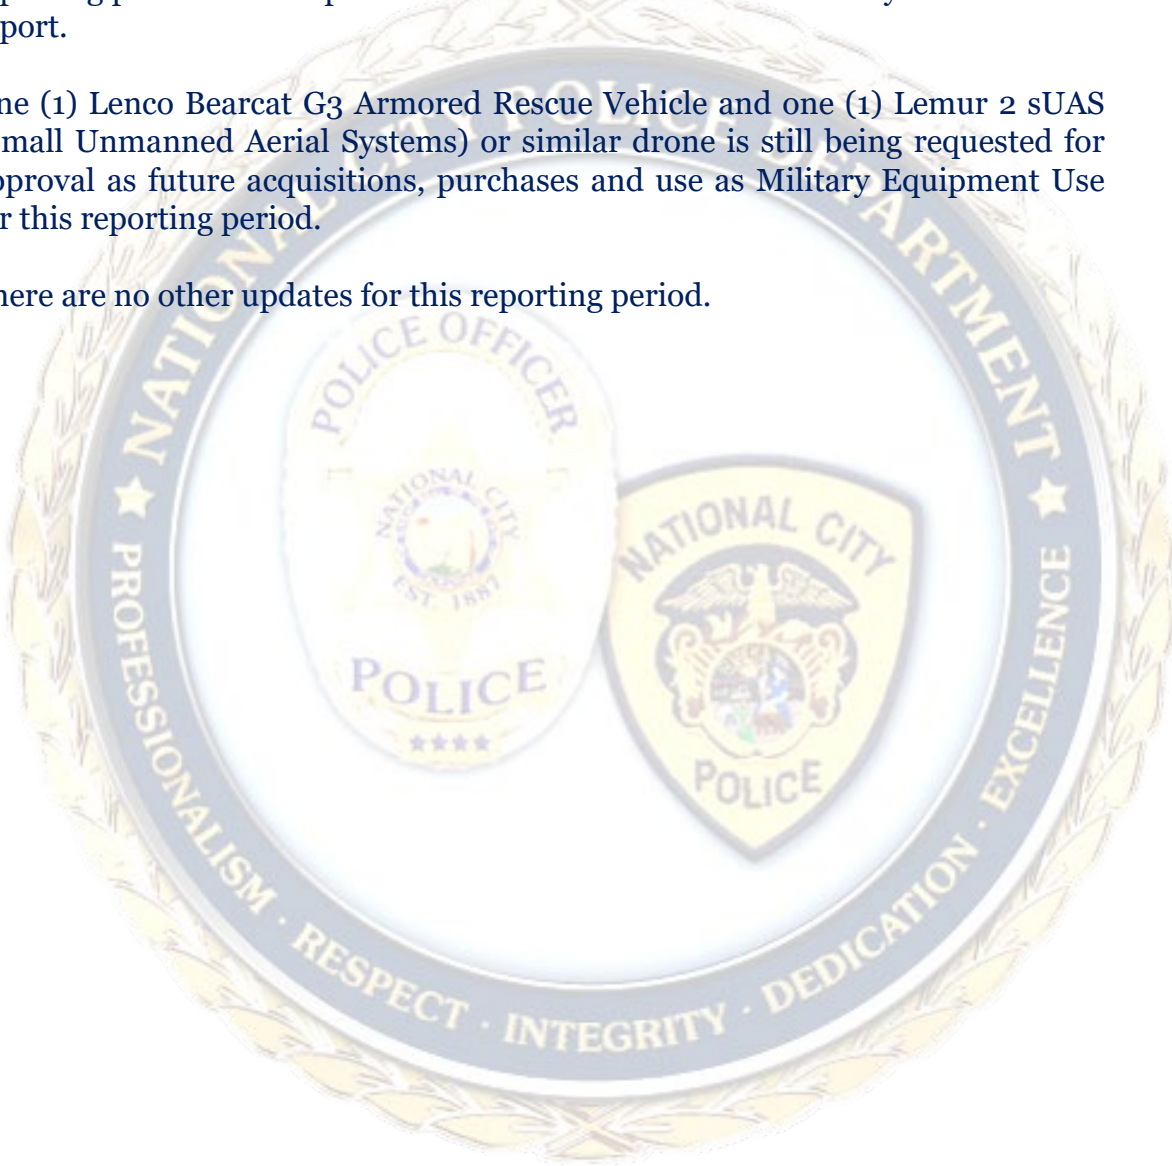 port.
ne (1) Lenco Bearcat G3 Armored Rescue Vehicle and one (1) Lemur 2 sUAS
mall Unmanned Aerial Systems) or similar drone is still being requested for
pproval as future acquisitions, purchases and use as Military Equipment Use
r this reporting period.
here are no other updates for this reporting period.
NATIONAL CITY POLICE DEPARTMENT
POLICE OFFICER
NATIONAL CITY
EST. 1887
POLICE
NATIONAL CITY
POLICE
PROFESSIONALISM · RESPECT · INTEGRITY · DEDICATION · EXCELLENCE